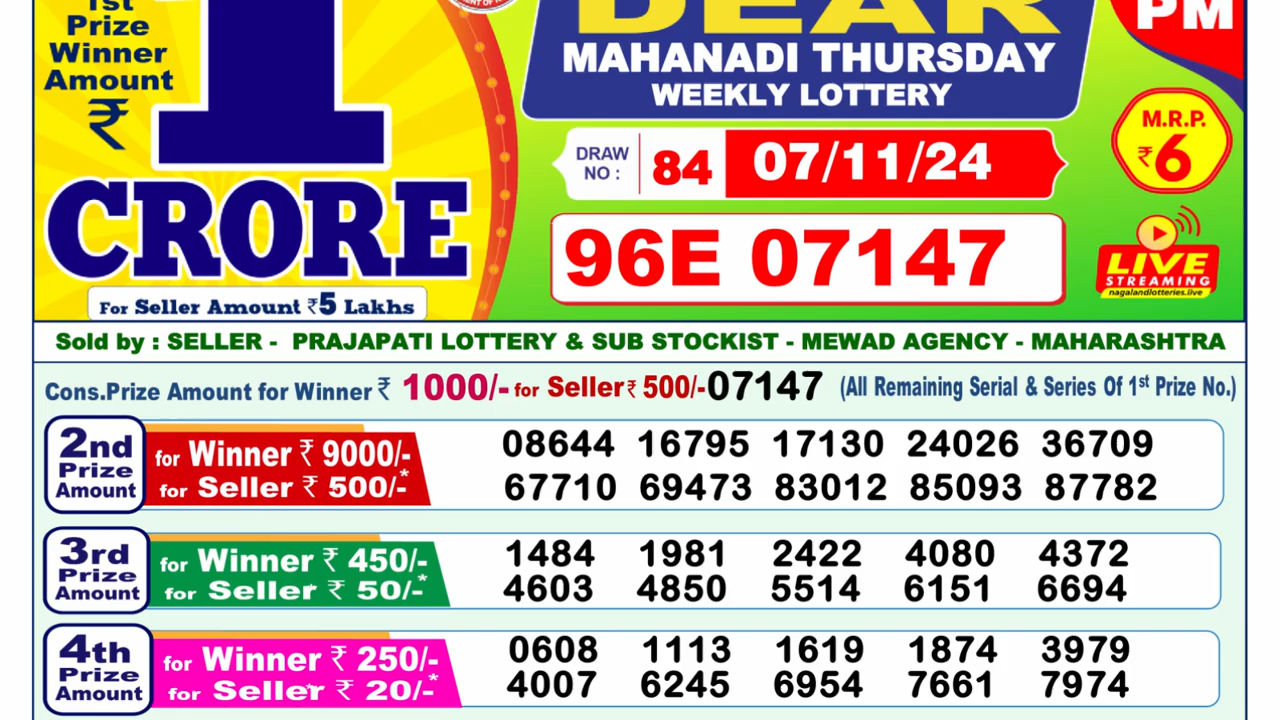 1st
Prize
Winner
Amount
₹
1
CRORE
For Seller Amount ₹5 Lakhs
DEAR
MAHANADI THURSDAY
WEEKLY LOTTERY
PM
DRAW NO : 84 07/11/24
M.R.P.
₹6
96E 07147
LIVE
STREAMING
nagalandlotteries.live
Sold by : SELLER - PRAJAPATI LOTTERY & SUB STOCKIST - MEWAD AGENCY - MAHARASHTRA
Cons.Prize Amount for Winner ₹ 1000/- for Seller ₹ 500/- 07147 (All Remaining Serial & Series Of 1st Prize No.)
2nd
Prize
Amount
for Winner ₹ 9000/-
for Seller ₹ 500/-*
08644 16795 17130 24026 36709
67710 69473 83012 85093 87782
3rd
Prize
Amount
for Winner ₹ 450/-
for Seller ₹ 50/-*
1484 1981 2422 4080 4372
4603 4850 5514 6151 6694
4th
Prize
Amount
for Winner ₹ 250/-
for Seller ₹ 20/-*
0608 1113 1619 1874 3979
4007 6245 6954 7661 7974